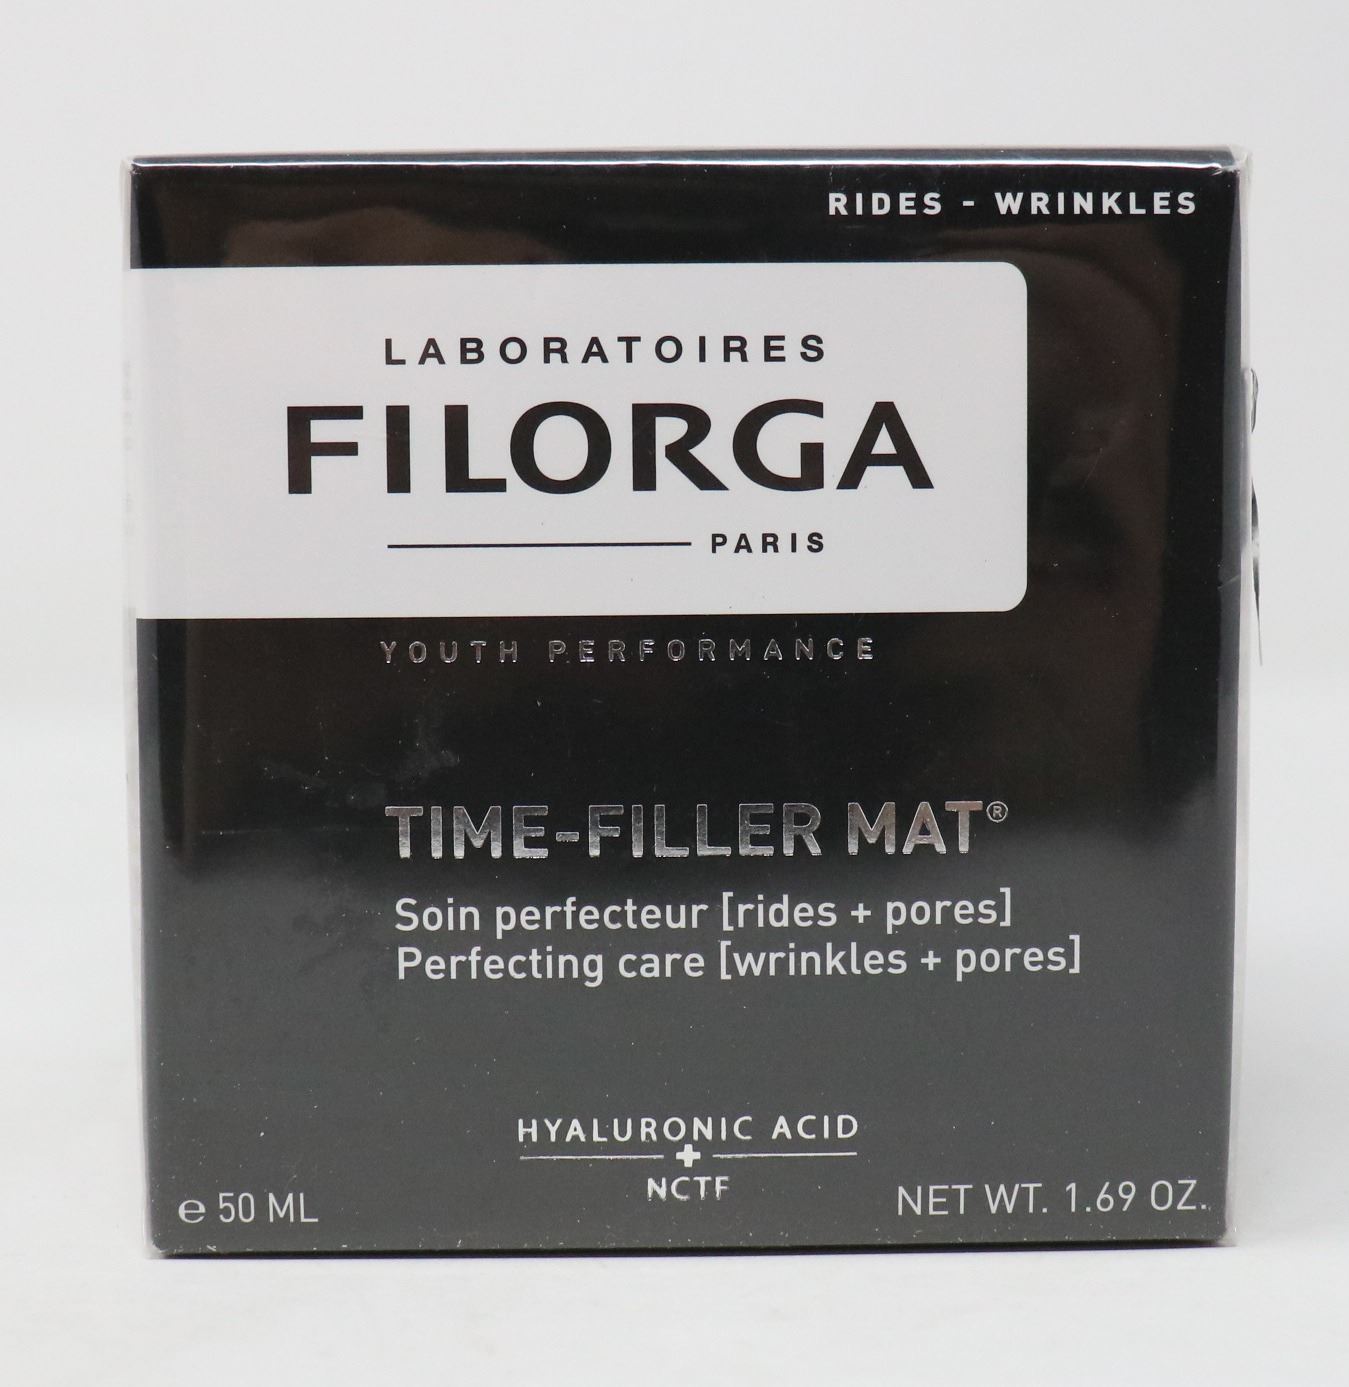 RIDES - WRINKLES
LABORATOIRES
FILORGA
PARIS
YOUTH PERFORMANCE
TIME-FILLER MAT®
Soin perfecteur [rides + pores]
Perfecting care [wrinkles + pores]
HYALURONIC ACID
+
NCTF
℮ 50 ML
NET WT. 1.69 OZ.